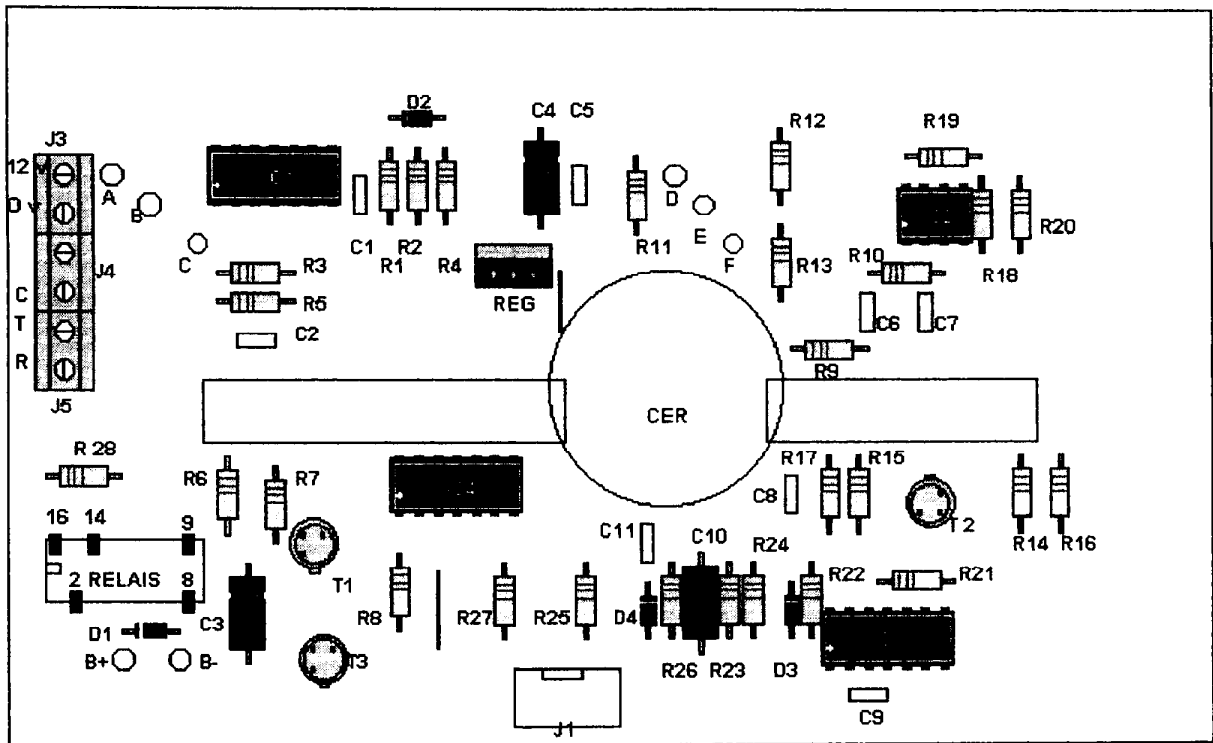 D2
C4 C5
R12
R19
J3
12 V
A
0 V
B
D
E
F
C
C1 R1 R2 R4
R11
R13
R10
R18
R20
J4
R3
R5
REG
C
C2
T
R
C6 C7
R9
J5
CER
R 28
R6
R7
R17 R15
C8
T2
R14 R16
16 14 9
C11
C10
R24
2 RELAIS 8
T1
R8
R27
R25
D4
R22
R21
D1
C3
B+ B-
T3
R26 R23 D3
C9
J1